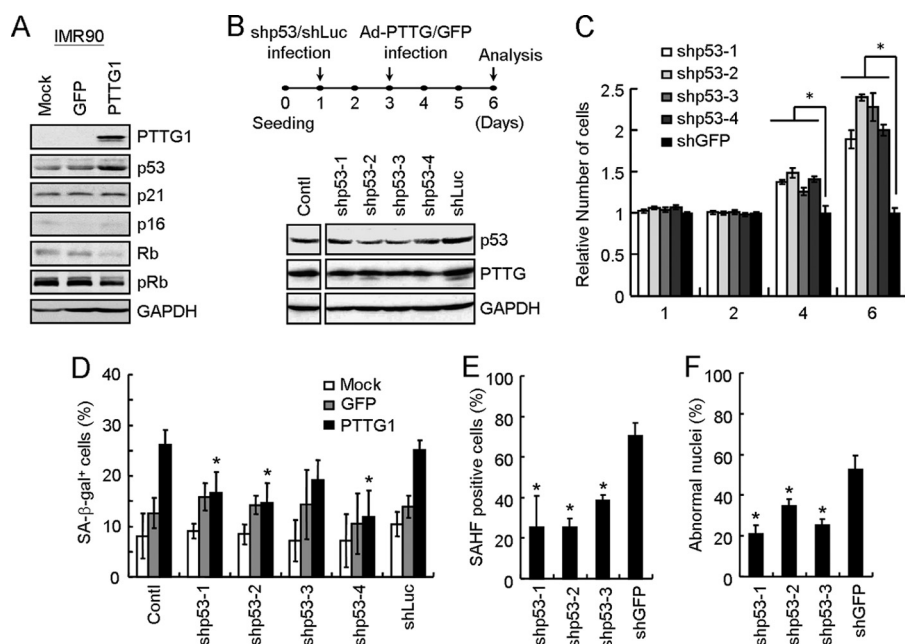 A
IMR90
Mock
GFP
PTTG1
PTTG1
p53
p21
p16
Rb
pRb
GAPDH
B
shp53/shLuc
infection
Ad-PTTG/GFP
infection
Analysis
0 1 2 3 4 5 6
Seeding
(Days)
Contl
shp53-1
shp53-2
shp53-3
shp53-4
shLuc
p53
PTTG
GAPDH
C
shp53-1
shp53-2
shp53-3
shp53-4
shGFP
*
*
Relative Number of cells
2.5
2
1.5
1
0.5
0
1 2 4 6
D
Mock
GFP
PTTG1
SA-β-gal⁺ cells (%)
40
30
20
10
0
* * *
Contl
shp53-1
shp53-2
shp53-3
shp53-4
shLuc
E
SAHF positive cells (%)
100
80
60
40
20
0
* * *
shp53-1
shp53-2
shp53-3
shGFP
F
Abnormal nuclei (%)
100
80
60
40
20
0
* * *
shp53-1
shp53-2
shp53-3
shGFP